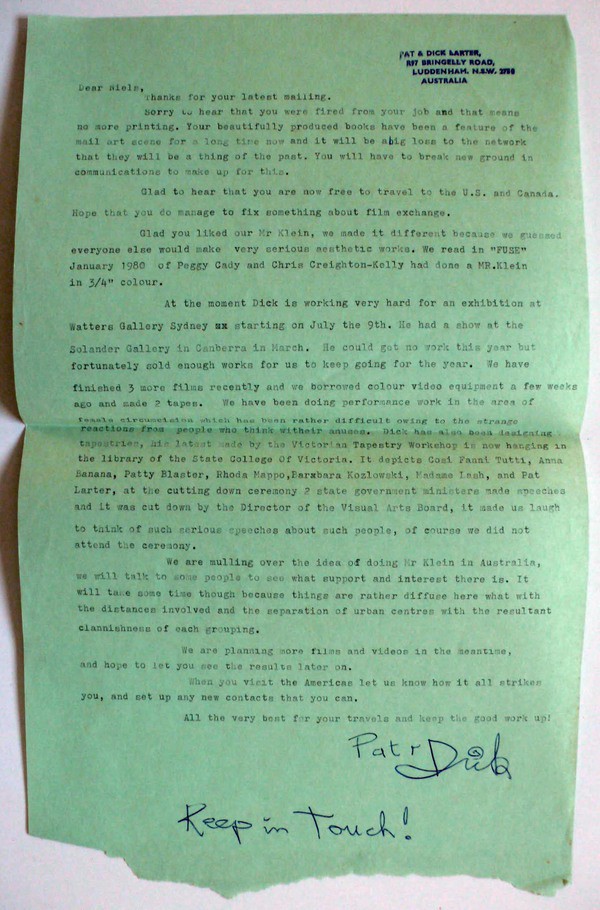 PAT & DICK LARTER,
RP7 BRINGELLY ROAD,
LUDDENHAM. N.S.W. 2750
AUSTRALIA
Dear Niels,
Thanks for your latest mailing.
Sorry to hear that you were fired from your job and that means
no more printing. Your beautifully produced books have been a feature of the
mail art scene for a long time now and it will be abig loss to the network
that they will be a thing of the past. You will have to break new ground in
communications to make up for this.
Glad to hear that you are now free to travel to the U.S. and Canada.
Hope that you do manage to fix something about film exchange.
Glad you liked our Mr Klein, we made it different because we guessed
everyone else would make very serious aesthetic works. We read in "FUSE"
January 1980 of Peggy Cady and Chris Creighton-Kelly had done a MR.Klein
in 3/4" colour.
At the moment Dick is working very hard for an exhibition at
Watters Gallery Sydney xx starting on July the 9th. He had a show at the
Solander Gallery in Canberra in March. He could get no work this year but
fortunately sold enough works for us to keep going for the year. We have
finished 3 more films recently and we borrowed colour video equipment a few weeks
ago and made 2 tapes. We have been doing performance work in the area of
female circumcision which has been rather difficult owing to the strange
reactions from people who think witheir anuses. Dick has also been designing
tapestries, his latest made by the Victorian Tapestry Workshop is now hanging in
the library of the State College Of Victoria. It depicts Cosi Fanni Tutti, Anna
Banana, Patty Blaster, Rhoda Mappo,Barxbara Kozlowski, Madame Lash, and Pat
Larter, at the cutting down ceremony 2 state government ministers made speeches
and it was cut down by the Director of the Visual Arts Board, it made us laugh
to think of such serious speeches about such people, of course we did not
attend the ceremony.
We are mulling over the idea of doing Mr Klein in Australia,
we will talk to some people to see what support and interest there is. It
will take some time though because things are rather diffuse here what with
the distances involved and the separation of urban centres with the resultant
clannishness of each grouping.
We are planning more films and videos in the meantime,
and hope to let you see the results later on.
When you visit the Americas let us know how it all strikes
you, and set up any new contacts that you can.
All the very best for your travels and keep the good work up!
Pat + Dick
Keep in Touch!